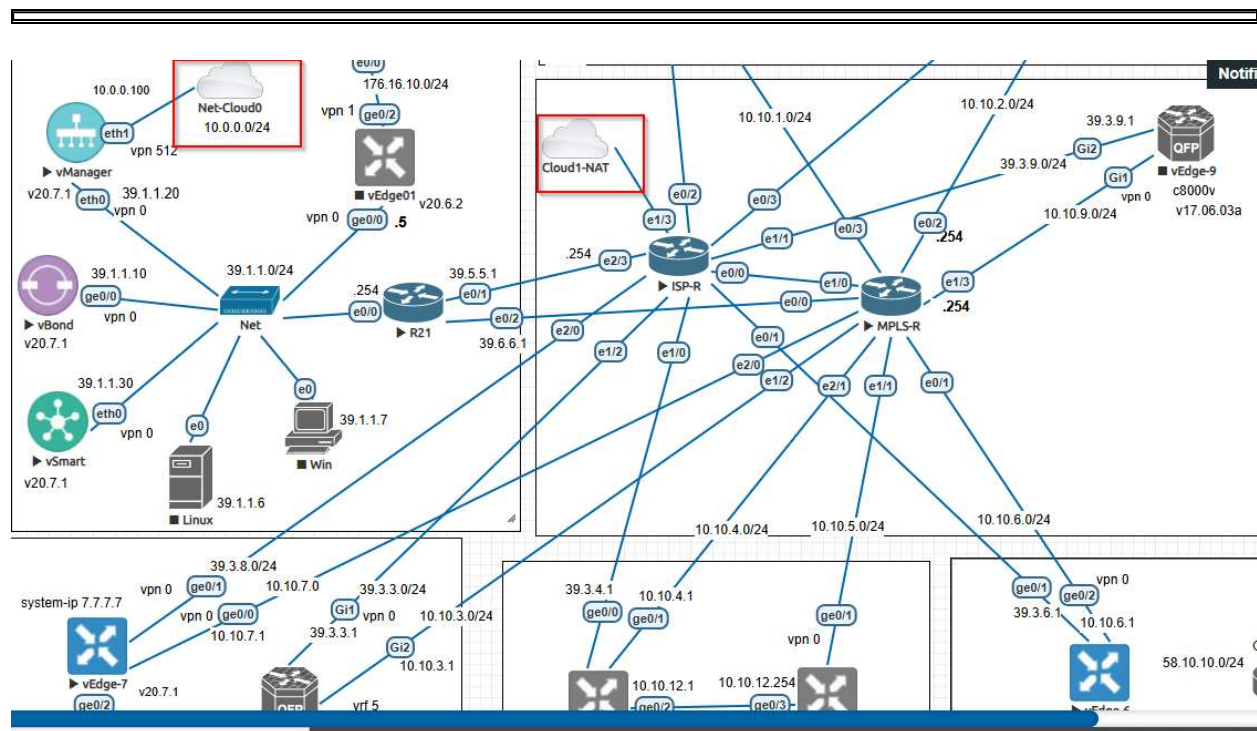 e0/0
176.16.10.0/24
10.0.0.100
Net-Cloud0
10.0.0.0/24
vpn 1
ge0/2
eth1
vpn 512
vManager
v20.7.1
eth0
39.1.1.20
vpn 0
vEdge01
v20.6.2
vpn 0
ge0/0
.5
39.1.1.10
ge0/0
vpn 0
vBond
v20.7.1
39.1.1.0/24
Net
.254
e0/0
R21
39.5.5.1
e0/1
e0/2
39.6.6.1
39.1.1.30
eth0
vpn 0
vSmart
v20.7.1
e0
Linux
39.1.1.6
e0
39.1.1.7
Win
Notifi
10.10.1.0/24
10.10.2.0/24
Cloud1-NAT
39.3.9.1
Gi2
QFP
39.3.9.0/24
Gi1
vpn 0
vEdge-9
c8000v
v17.06.03a
10.10.9.0/24
e1/3
e0/2
e0/3
e1/1
e0/3
e0/2
.254
.254
e2/3
ISP-R
e0/0
e1/0
e1/3
.254
e0/0
MPLS-R
e2/0
e1/2
e1/0
e0/1
e2/0
e1/2
e2/1
e1/1
e0/1
10.10.4.0/24
10.10.5.0/24
10.10.6.0/24
39.3.8.0/24
vpn 0
ge0/1
10.10.7.0
39.3.3.0/24
system-ip 7.7.7.7
vpn 0
ge0/0
Gi1
vpn 0
10.10.3.0/24
10.10.7.1
39.3.3.1
Gi2
10.10.3.1
vEdge-7
v20.7.1
ge0/2
QFP
vrf 5
39.3.4.1
10.10.4.1
ge0/0
ge0/1
ge0/1
vpn 0
10.10.12.1
10.10.12.254
ge0/2
ge0/3
vpn 0
ge0/1
ge0/2
39.3.6.1
10.10.6.1
58.10.10.0/24
vEdge-6